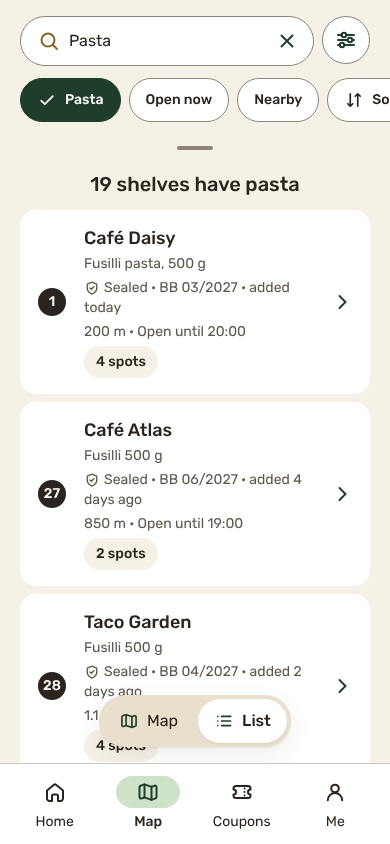 Pasta
Pasta
Open now
Nearby
So
19 shelves have pasta
Café Daisy
Fusilli pasta, 500 g
Sealed • BB 03/2027 • added
today
1
200 m • Open until 20:00
4 spots
Café Atlas
Fusilli 500 g
Sealed • BB 06/2027 • added 4
days ago
27
850 m • Open until 19:00
2 spots
Taco Garden
Fusilli 500 g
Sealed • BB 04/2027 • added 2
days ago
28
1.1
4 spots
Map
List
Home
Map
Coupons
Me